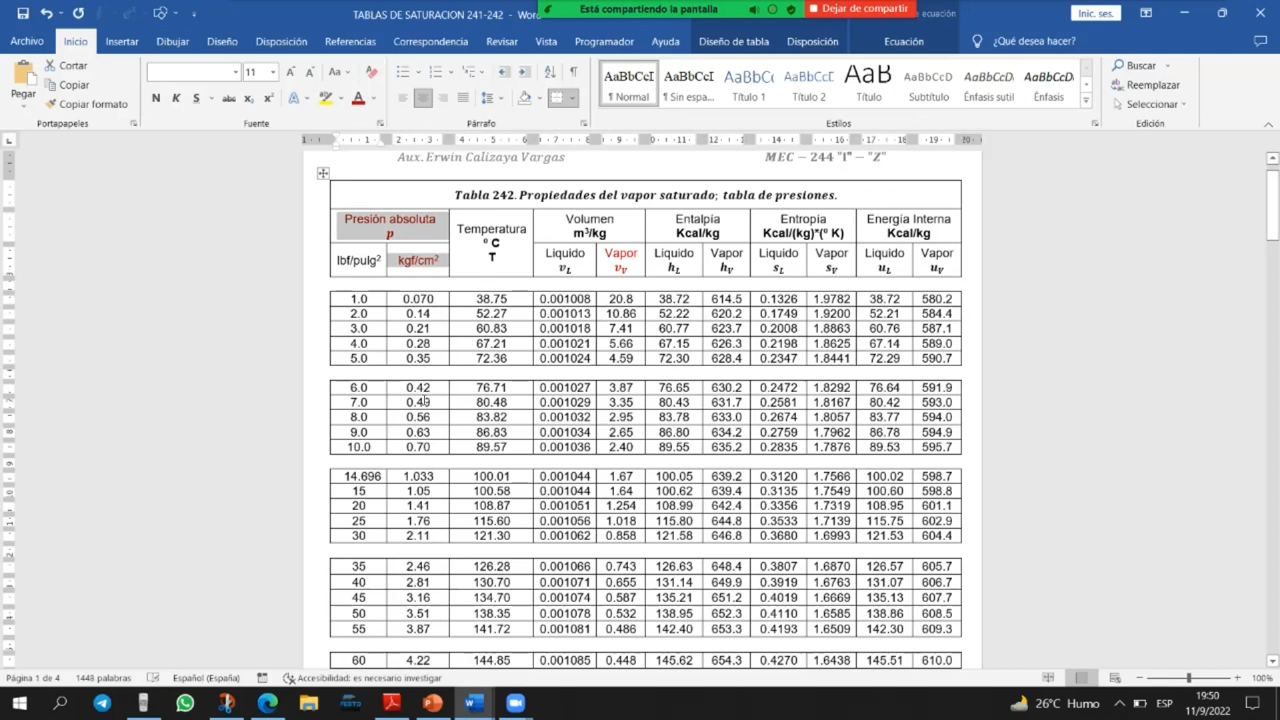 TABLAS DE SATURACION 241-242 - Word
Está compartiendo la pantalla
Dejar de compartir
ecuación
Inic. ses.
Archivo Inicio Insertar Dibujar Diseño Disposición Referencias Correspondencia Revisar Vista Programador Ayuda Diseño de tabla Disposición Ecuación ¿Qué desea hacer?
Pegar
Cortar
Copiar
Copiar formato
Portapapeles
11
N K S abc x₂ x² A
Fuente
Párrafo
AaBbCcI AaBbCcI AaBbC( AaBbCcI AaB AaBbCcD AaBbCcD. AaBbCcD.
¶ Normal ¶ Sin espa... Título 1 Título 2 Título Subtítulo Énfasis sutil Énfasis
Estilos
Buscar
Reemplazar
Seleccionar
Edición
Aux. Erwin Calizaya Vargas MEC – 244 "I" – "Z"
Tabla 242. Propiedades del vapor saturado; tabla de presiones.
Presión absoluta p
Temperatura º C T
Volumen m³/kg
Entalpía Kcal/kg
Entropia Kcal/(kg)*(º K)
Energía Interna Kcal/kg
lbf/pulg² kgf/cm² Liquido v_L Vapor v_V Liquido h_L Vapor h_V Liquido s_L Vapor s_V Liquido u_L Vapor u_V
1.0 0.070 38.75 0.001008 20.8 38.72 614.5 0.1326 1.9782 38.72 580.2
2.0 0.14 52.27 0.001013 10.86 52.22 620.2 0.1749 1.9200 52.21 584.4
3.0 0.21 60.83 0.001018 7.41 60.77 623.7 0.2008 1.8863 60.76 587.1
4.0 0.28 67.21 0.001021 5.66 67.15 626.3 0.2198 1.8625 67.14 589.0
5.0 0.35 72.36 0.001024 4.59 72.30 628.4 0.2347 1.8441 72.29 590.7
6.0 0.42 76.71 0.001027 3.87 76.65 630.2 0.2472 1.8292 76.64 591.9
7.0 0.49 80.48 0.001029 3.35 80.43 631.7 0.2581 1.8167 80.42 593.0
8.0 0.56 83.82 0.001032 2.95 83.78 633.0 0.2674 1.8057 83.77 594.0
9.0 0.63 86.83 0.001034 2.65 86.80 634.2 0.2759 1.7962 86.78 594.9
10.0 0.70 89.57 0.001036 2.40 89.55 635.2 0.2835 1.7876 89.53 595.7
14.696 1.033 100.01 0.001044 1.67 100.05 639.2 0.3120 1.7566 100.02 598.7
15 1.05 100.58 0.001044 1.64 100.62 639.4 0.3135 1.7549 100.60 598.8
20 1.41 108.87 0.001051 1.254 108.99 642.4 0.3356 1.7319 108.95 601.1
25 1.76 115.60 0.001056 1.018 115.80 644.8 0.3533 1.7139 115.75 602.9
30 2.11 121.30 0.001062 0.858 121.58 646.8 0.3680 1.6993 121.53 604.4
35 2.46 126.28 0.001066 0.743 126.63 648.4 0.3807 1.6870 126.57 605.7
40 2.81 130.70 0.001071 0.655 131.14 649.9 0.3919 1.6763 131.07 606.7
45 3.16 134.70 0.001074 0.587 135.21 651.2 0.4019 1.6669 135.13 607.7
50 3.51 138.35 0.001078 0.532 138.95 652.3 0.4110 1.6585 138.86 608.5
55 3.87 141.72 0.001081 0.486 142.40 653.3 0.4193 1.6509 142.30 609.3
60 4.22 144.85 0.001085 0.448 145.62 654.3 0.4270 1.6438 145.51 610.0
Página 1 de 4 1448 palabras Español (España) Accesibilidad: es necesario investigar 100%
26°C Humo ESP 19:50
11/9/2022